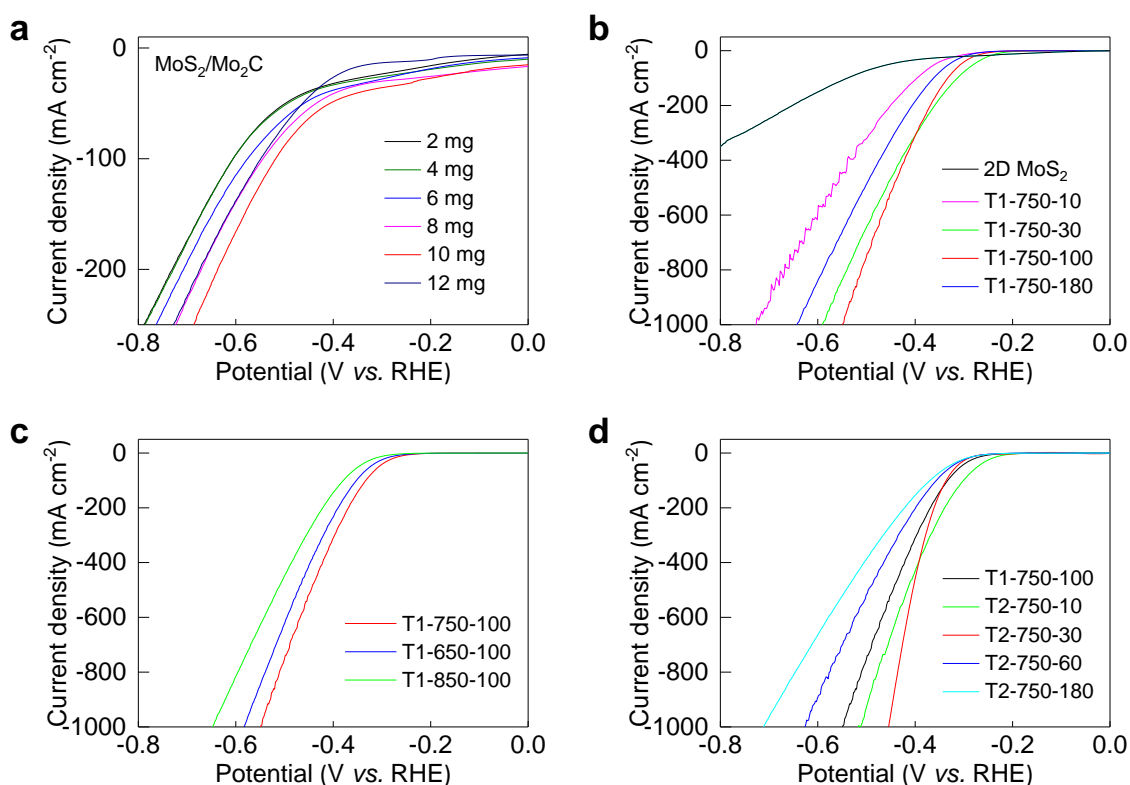 a
MoS2/Mo2C
2 mg
4 mg
6 mg
8 mg
10 mg
12 mg
0
-100
-200
-0.8 -0.6 -0.4 -0.2 0.0
Current density (mA cm-2)
Potential (V vs. RHE)
b
2D MoS2
T1-750-10
T1-750-30
T1-750-100
T1-750-180
0
-200
-400
-600
-800
-1000
-0.8 -0.6 -0.4 -0.2 0.0
Current density (mA cm-2)
Potential (V vs. RHE)
c
T1-750-100
T1-650-100
T1-850-100
0
-200
-400
-600
-800
-1000
-0.8 -0.6 -0.4 -0.2 0.0
Current density (mA cm-2)
Potential (V vs. RHE)
d
T1-750-100
T2-750-10
T2-750-30
T2-750-60
T2-750-180
0
-200
-400
-600
-800
-1000
-0.8 -0.6 -0.4 -0.2 0.0
Current density (mA cm-2)
Potential (V vs. RHE)